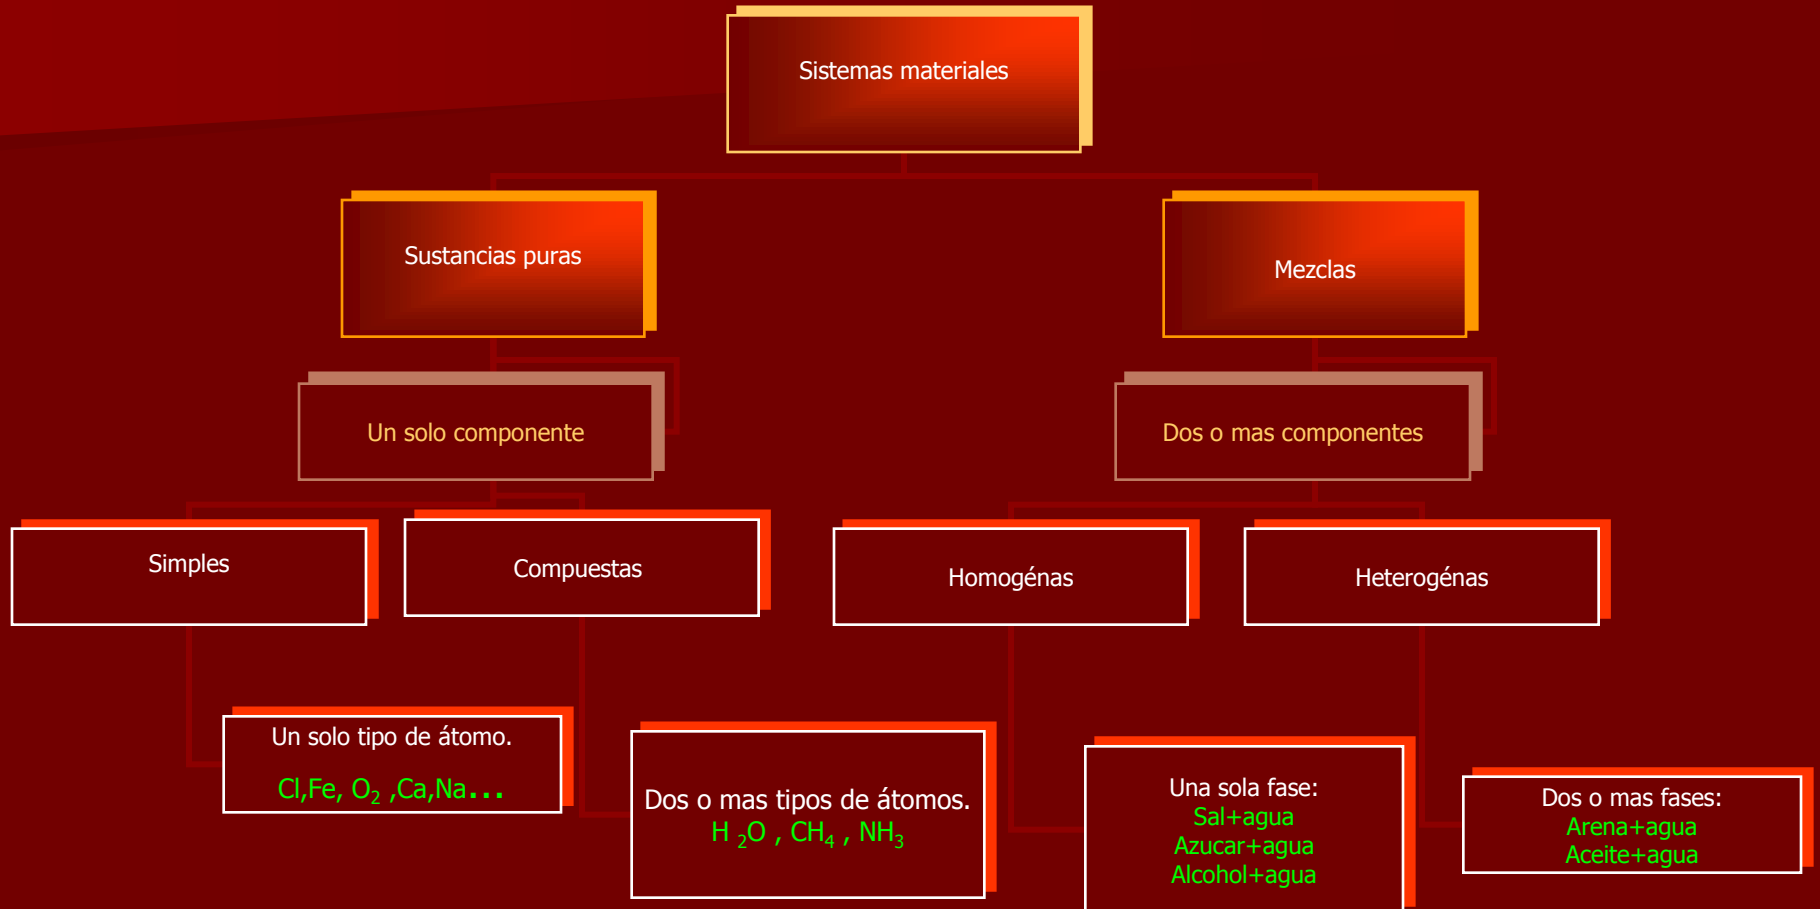 Sistemas materiales
Sustancias puras
Mezclas
Un solo componente
Dos o mas componentes
Simples
Compuestas
Homogénas
Heterogénas
Un solo tipo de átomo.
Cl,Fe, O₂ ,Ca,Na...
Dos o mas tipos de átomos.
H ₂O , CH₄ , NH₃
Una sola fase:
Sal+agua
Azucar+agua
Alcohol+agua
Dos o mas fases:
Arena+agua
Aceite+agua